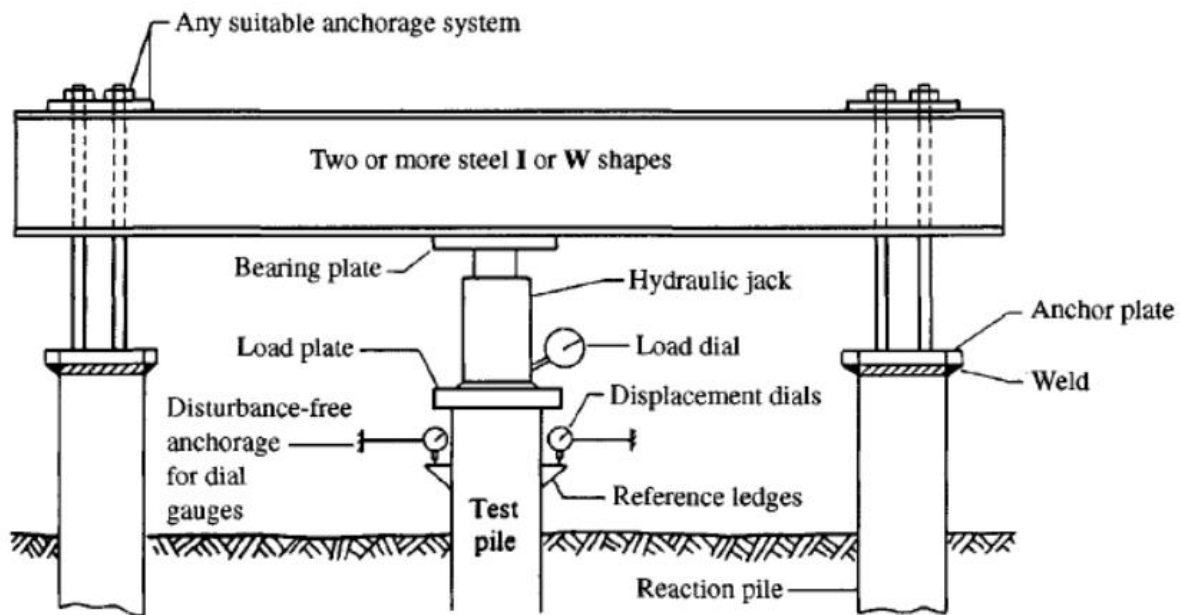 Any suitable anchorage system
Two or more steel I or W shapes
Bearing plate
Hydraulic jack
Anchor plate
Load plate
Load dial
Weld
Displacement dials
Disturbance-free
anchorage
for dial
gauges
Reference ledges
Test
pile
Reaction pile